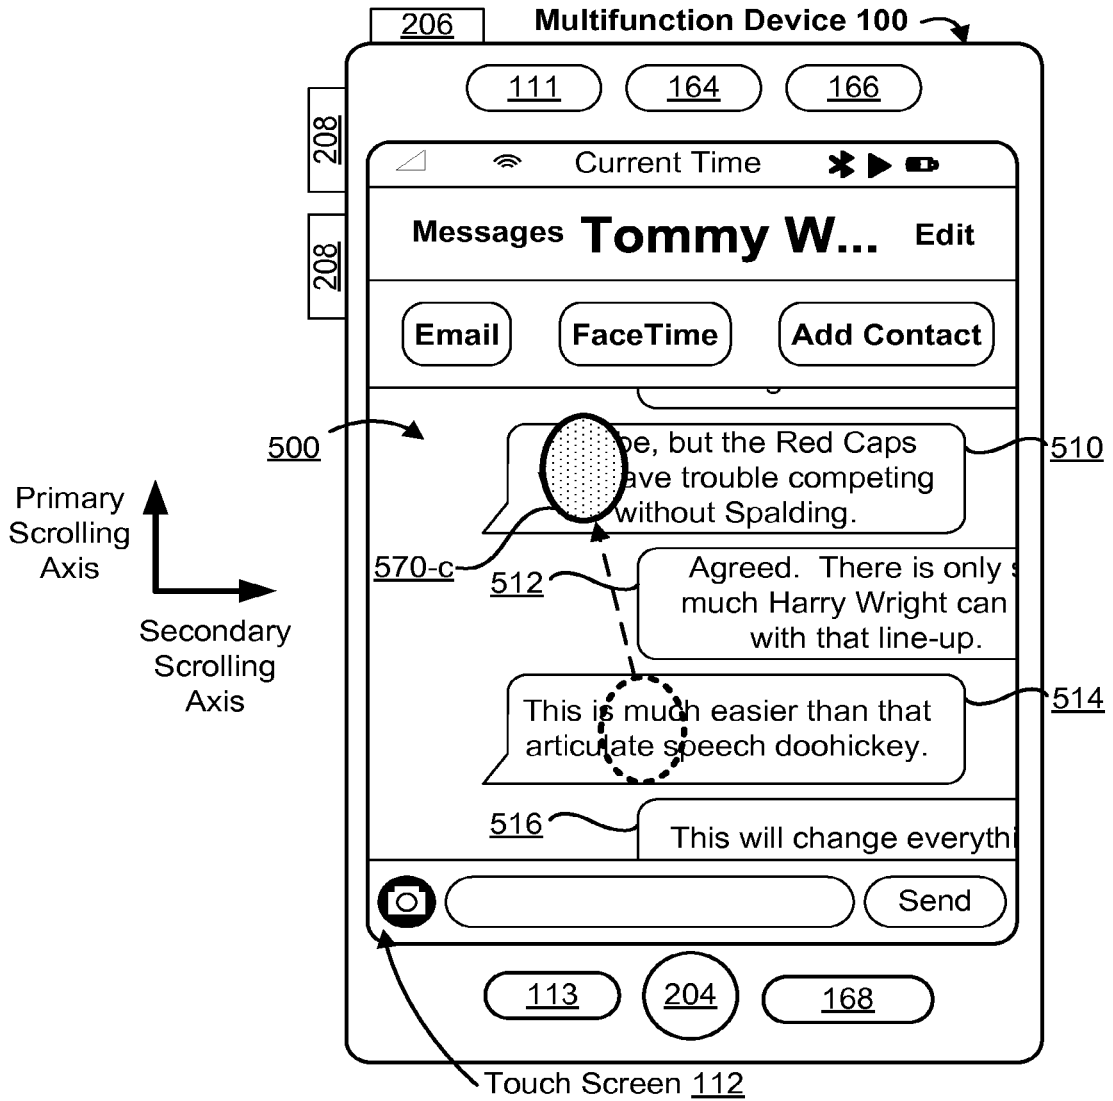 206
Multifunction Device 100
111
164
166
208
208
Current Time
Messages
Tommy W...
Edit
Email
FaceTime
Add Contact
500
be, but the Red Caps
ave trouble competing
without Spalding.
510
Primary
Scrolling
Axis
Secondary
Scrolling
Axis
570-c
512
Agreed. There is only
much Harry Wright can
with that line-up.
This is much easier than that
articulate speech doohickey.
514
516
This will change everythi
Send
113
204
168
Touch Screen 112